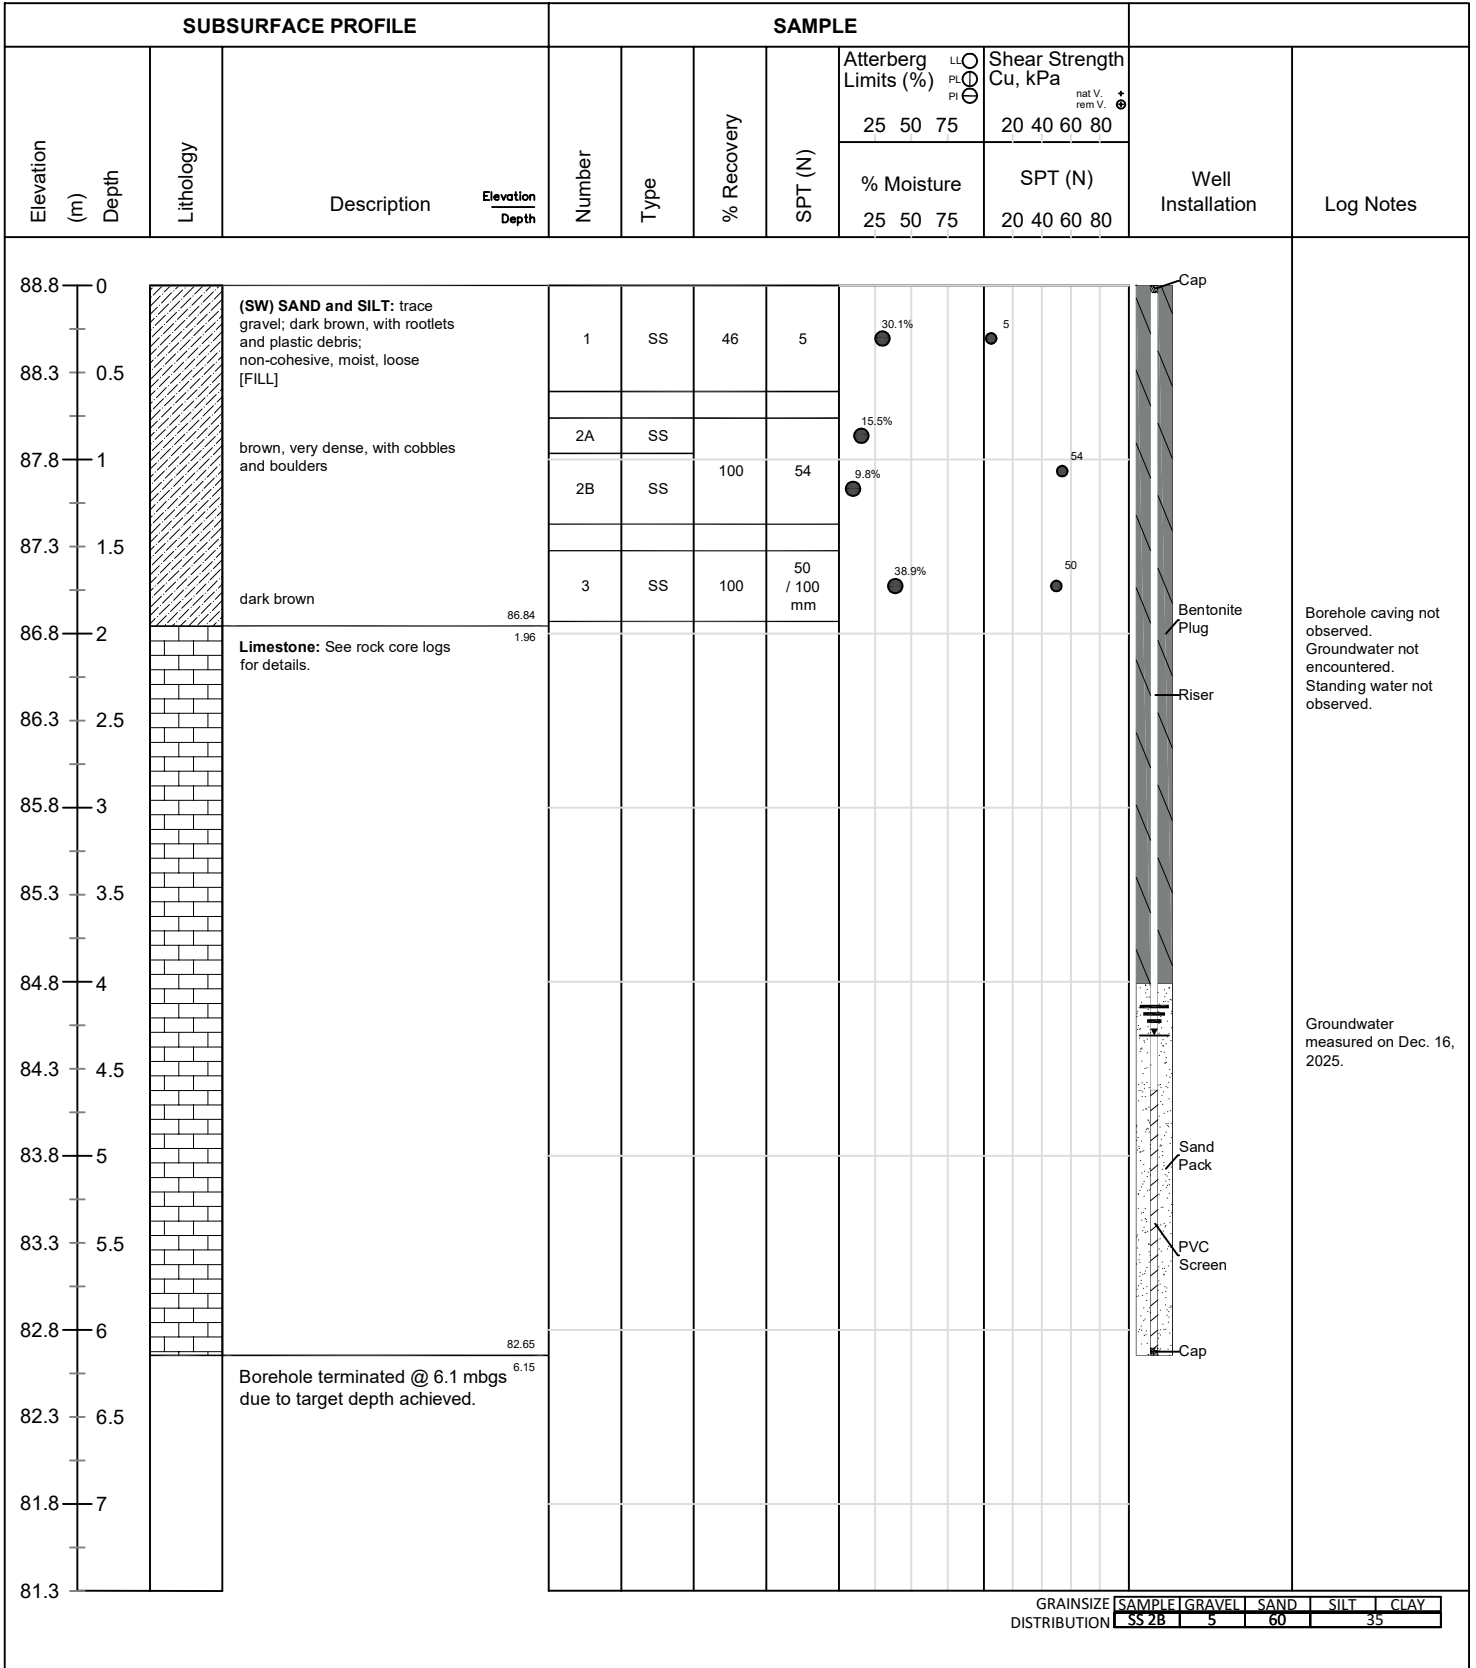 SUBSURFACE PROFILE
SAMPLE
Elevation
(m)
Depth
Lithology
Description
Elevation
Depth
Number
Type
% Recovery
SPT (N)
Atterberg
Limits (%)
LL
PL
PI
25 50 75
% Moisture
25 50 75
Shear Strength
Cu, kPa
nat V.
rem V.
20 40 60 80
SPT (N)
20 40 60 80
Well
Installation
Log Notes
88.8 0
88.3 0.5
87.8 1
87.3 1.5
86.8 2
86.3 2.5
85.8 3
85.3 3.5
84.8 4
84.3 4.5
83.8 5
83.3 5.5
82.8 6
82.3 6.5
81.8 7
81.3
(SW) SAND and SILT: trace
gravel; dark brown, with rootlets
and plastic debris;
non-cohesive, moist, loose
[FILL]
brown, very dense, with cobbles
and boulders
dark brown
86.84
1.96
Limestone: See rock core logs
for details.
82.65
6.15
Borehole terminated @ 6.1 mbgs
due to target depth achieved.
1 SS 46 5
30.1%
5
2A SS
15.5%
100 54
54
2B SS
9.8%
3 SS 100
50
/ 100
mm
38.9%
50
Cap
Bentonite
Plug
Riser
Sand
Pack
PVC
Screen
Cap
Borehole caving not
observed.
Groundwater not
encountered.
Standing water not
observed.
Groundwater
measured on Dec. 16,
2025.
GRAINSIZE
DISTRIBUTION
SAMPLE GRAVEL SAND SILT CLAY
SS 2B 5 60 35